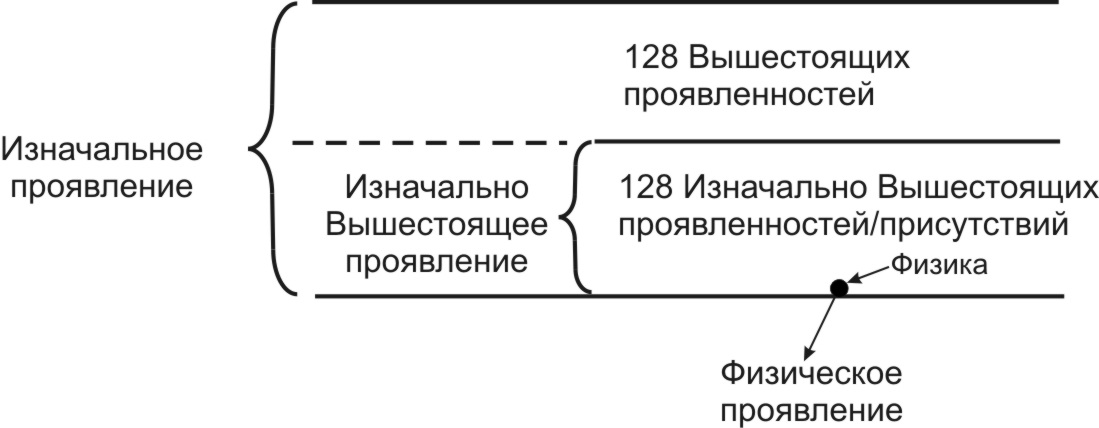 128 Вышестоящих
проявленностей
Изначальное
проявление
Изначально
Вышестоящее
проявление
128 Изначально Вышестоящих
проявленностей/присутствий
Физика
Физическое
проявление